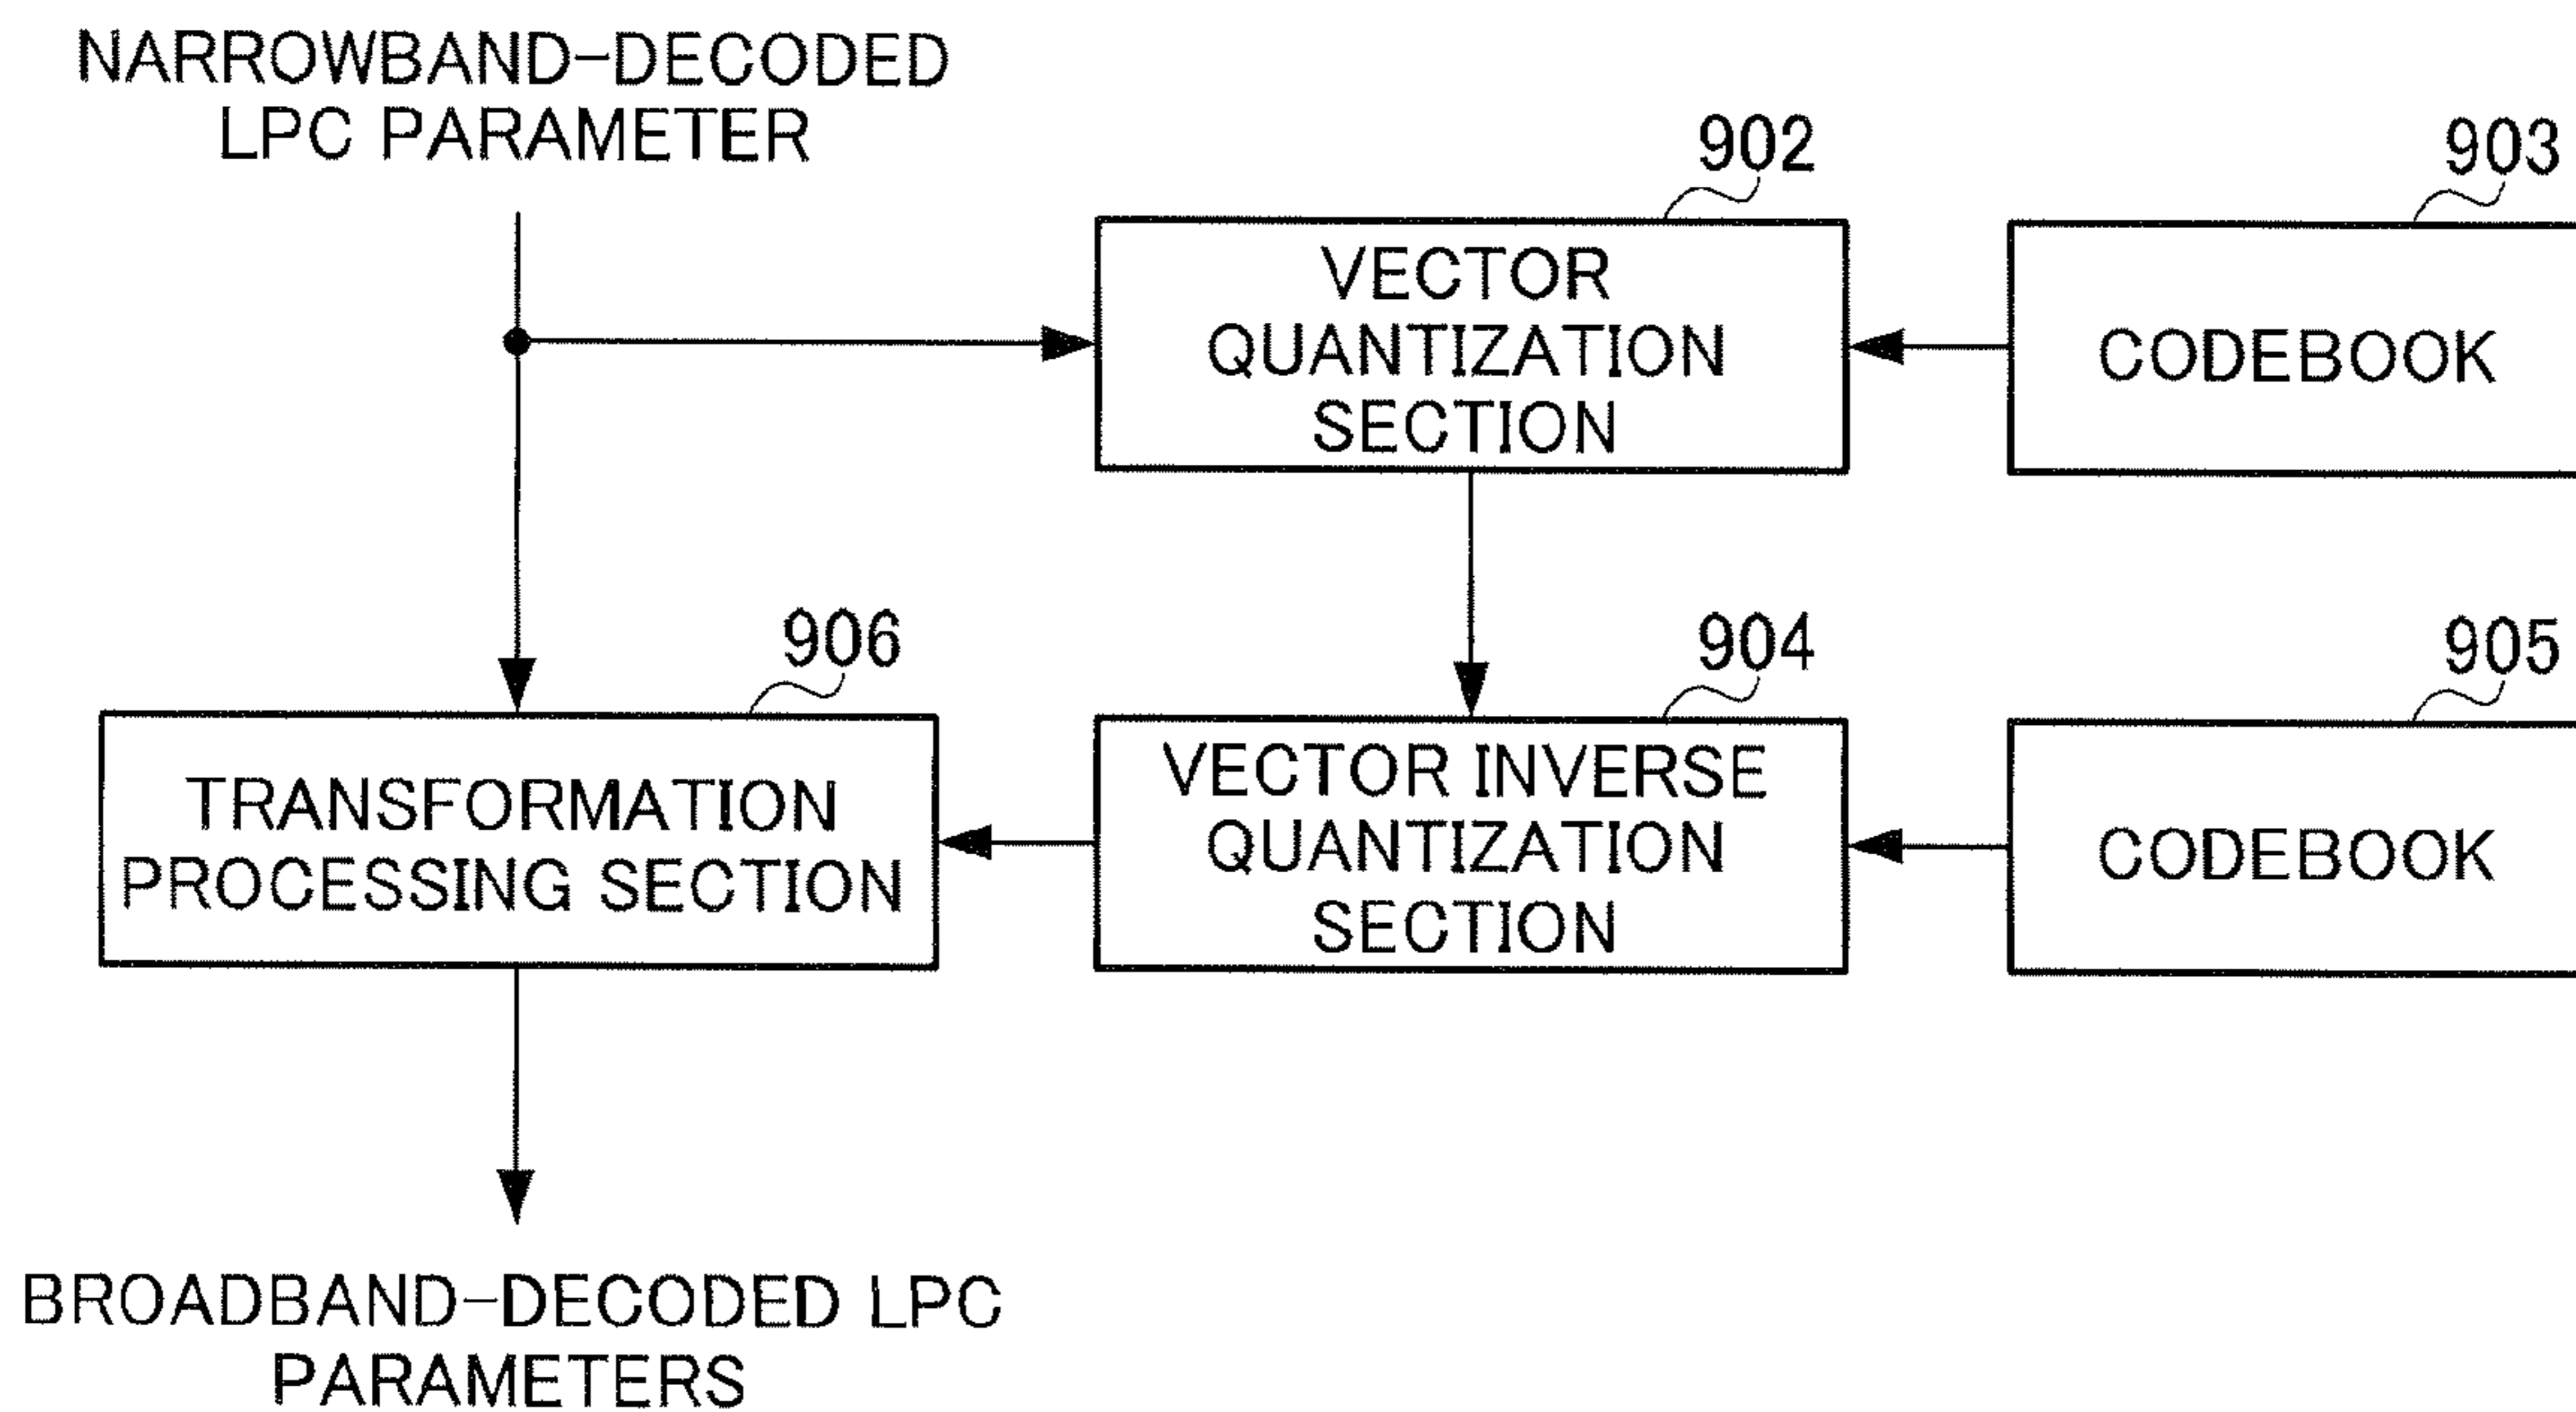 NARROWBAND-DECODED
LPC PARAMETER
902
903
VECTOR
QUANTIZATION
SECTION
CODEBOOK
906
904
905
TRANSFORMATION
PROCESSING SECTION
VECTOR INVERSE
QUANTIZATION
SECTION
CODEBOOK
BROADBAND-DECODED LPC
PARAMETERS